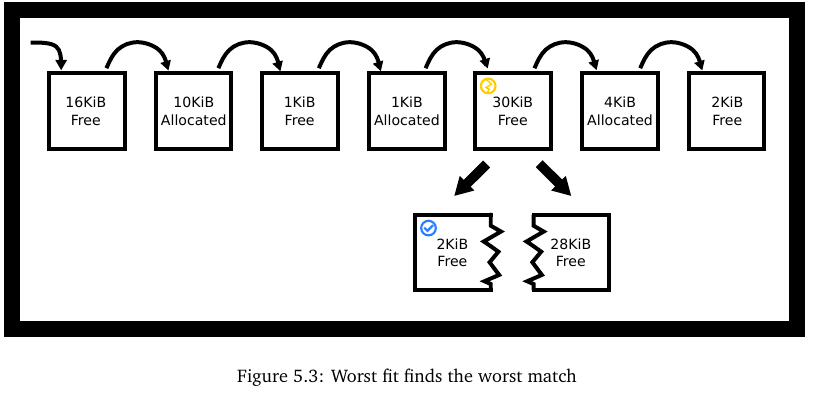 16KiB
Free
10KiB
Allocated
1KiB
Free
1KiB
Allocated
30KiB
Free
4KiB
Allocated
2KiB
Free
2KiB
Free
28KiB
Free
Figure 5.3: Worst fit finds the worst match